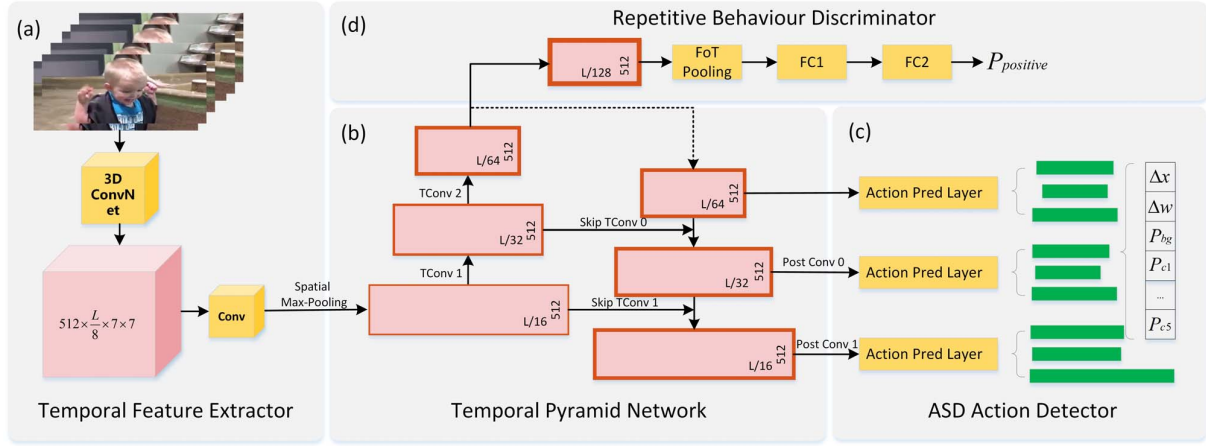 (a)
3D
ConvN
et
512 × L/8 × 7 × 7
Conv
Spatial
Max-Pooling
Temporal Feature Extractor
(d)
Repetitive Behaviour Discriminator
L/128
512
FoT
Pooling
FC1
FC2
P_positive
(b)
L/64
512
TConv 2
L/32
512
TConv 1
L/16
512
Skip TConv 0
Skip TConv 1
L/64
512
L/32
512
L/16
512
Post Conv 0
Post Conv 1
Temporal Pyramid Network
(c)
Action Pred Layer
Action Pred Layer
Action Pred Layer
Δx
Δw
P_bg
P_c1
...
P_c5
ASD Action Detector